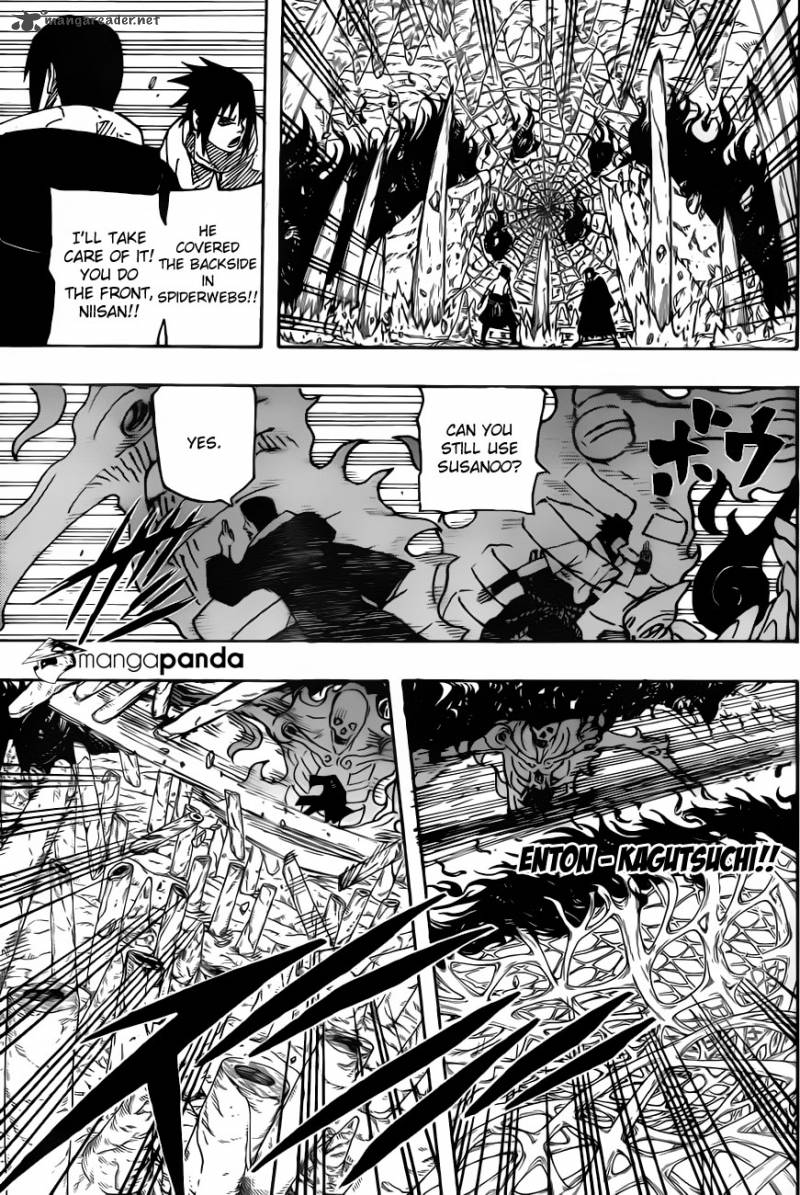 mangareader.net
HE
COVERED
THE BACKSIDE
IN
SPIDERWEBS!!
I'LL TAKE
CARE OF IT!
YOU DO
THE FRONT,
NIISAN!!
CAN YOU
STILL USE
SUSANOO?
YES.
ボウ
mangapanda
ENTON - KAGUTSUCHI!!